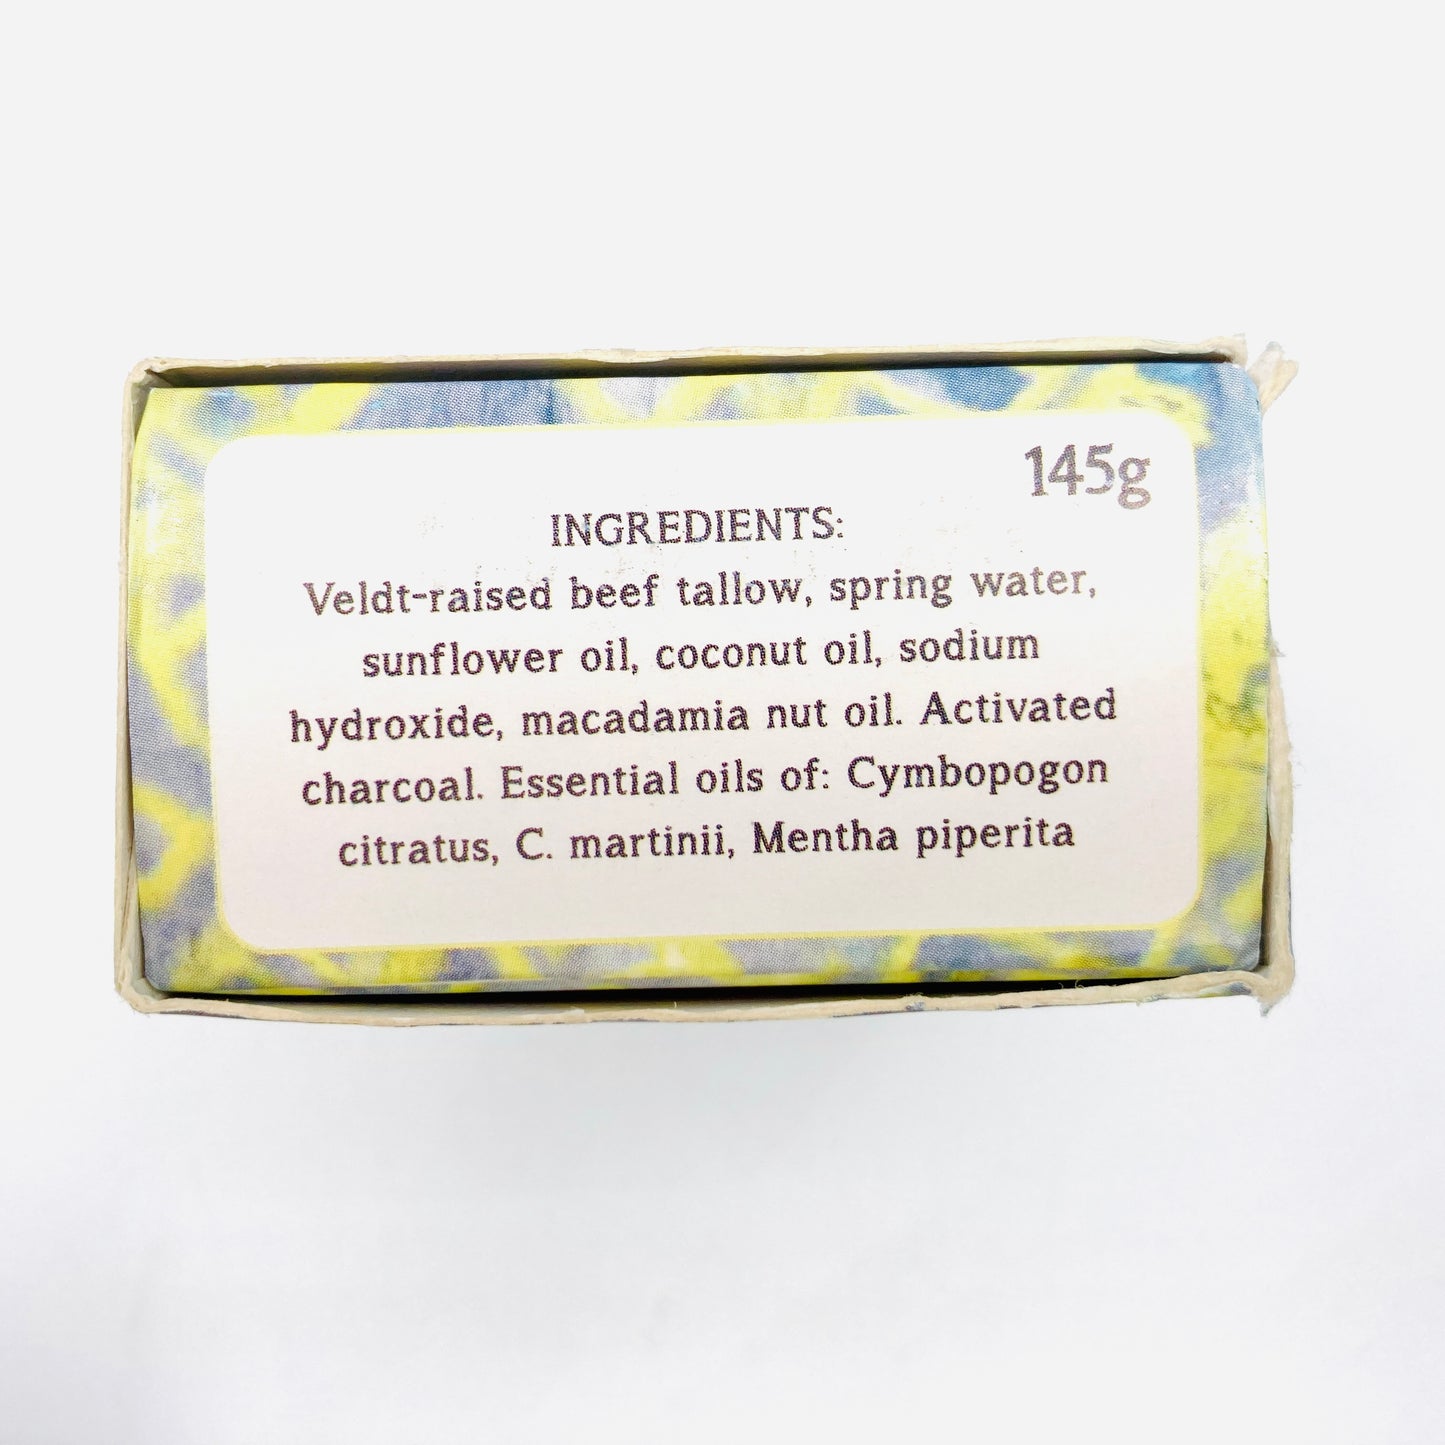 145g
INGREDIENTS:
Veldt-raised beef tallow, spring water,
sunflower oil, coconut oil, sodium
hydroxide, macadamia nut oil. Activated
charcoal. Essential oils of: Cymbopogon
citratus, C. martinii, Mentha piperita